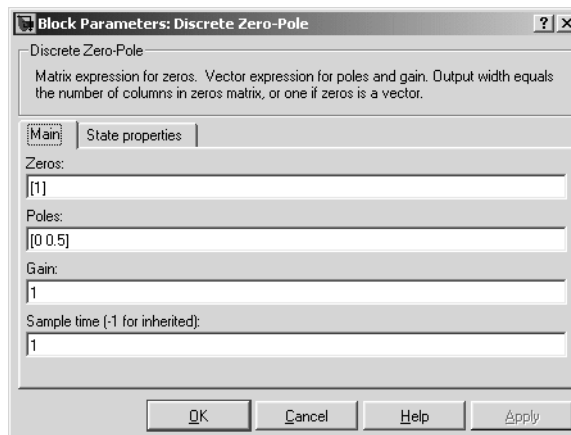 Block Parameters: Discrete Zero-Pole
Discrete Zero-Pole
Matrix expression for zeros. Vector expression for poles and gain. Output width equals
the number of columns in zeros matrix, or one if zeros is a vector.
Main State properties
Zeros:
[1]
Poles:
[0 0.5]
Gain:
1
Sample time (-1 for inherited):
1
OK Cancel Help Apply